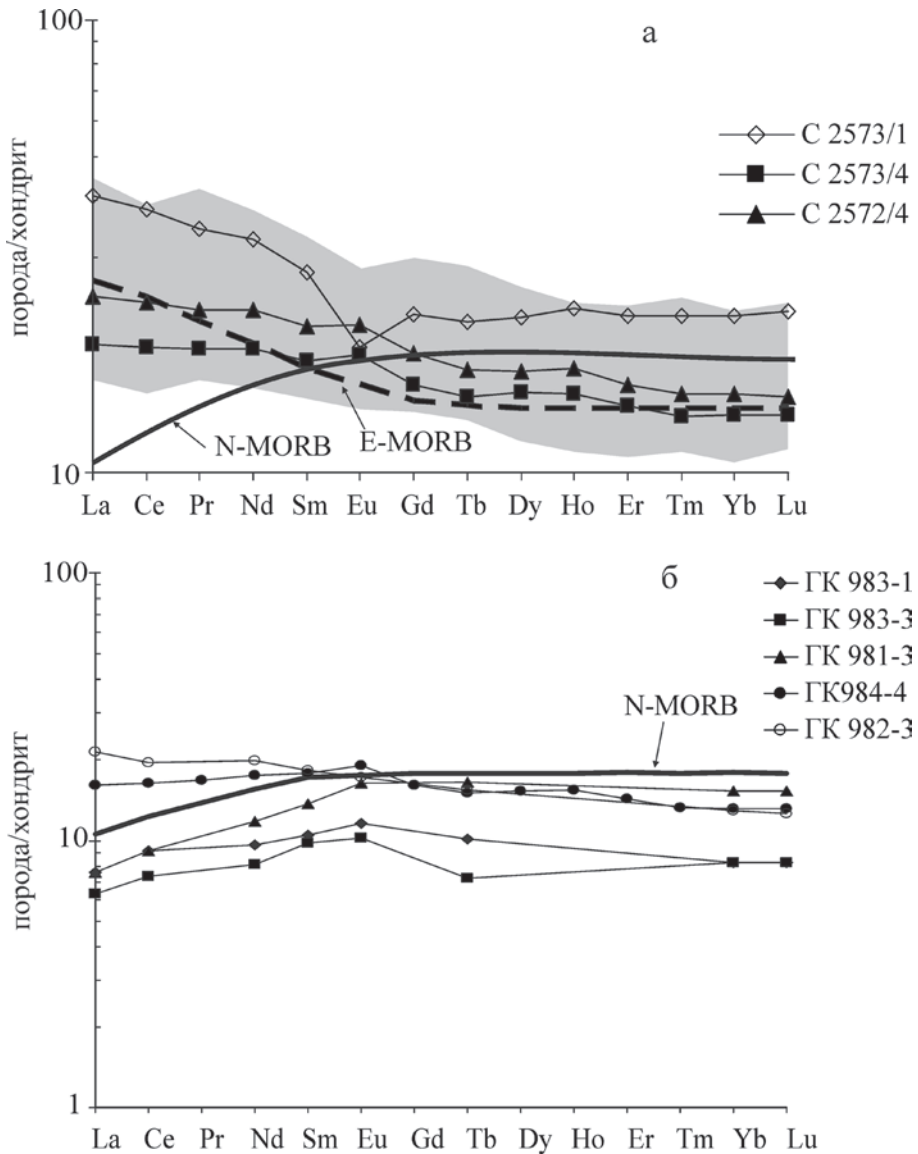 а
100
порода/хондрит
С 2573/1
С 2573/4
С 2572/4
N-MORB
E-MORB
10
La Ce Pr Nd Sm Eu Gd Tb Dy Ho Er Tm Yb Lu
б
100
порода/хондрит
ГК 983-1
ГК 983-3
ГК 981-3
ГК984-4
ГК 982-3
N-MORB
10
1
La Ce Pr Nd Sm Eu Gd Tb Dy Ho Er Tm Yb Lu